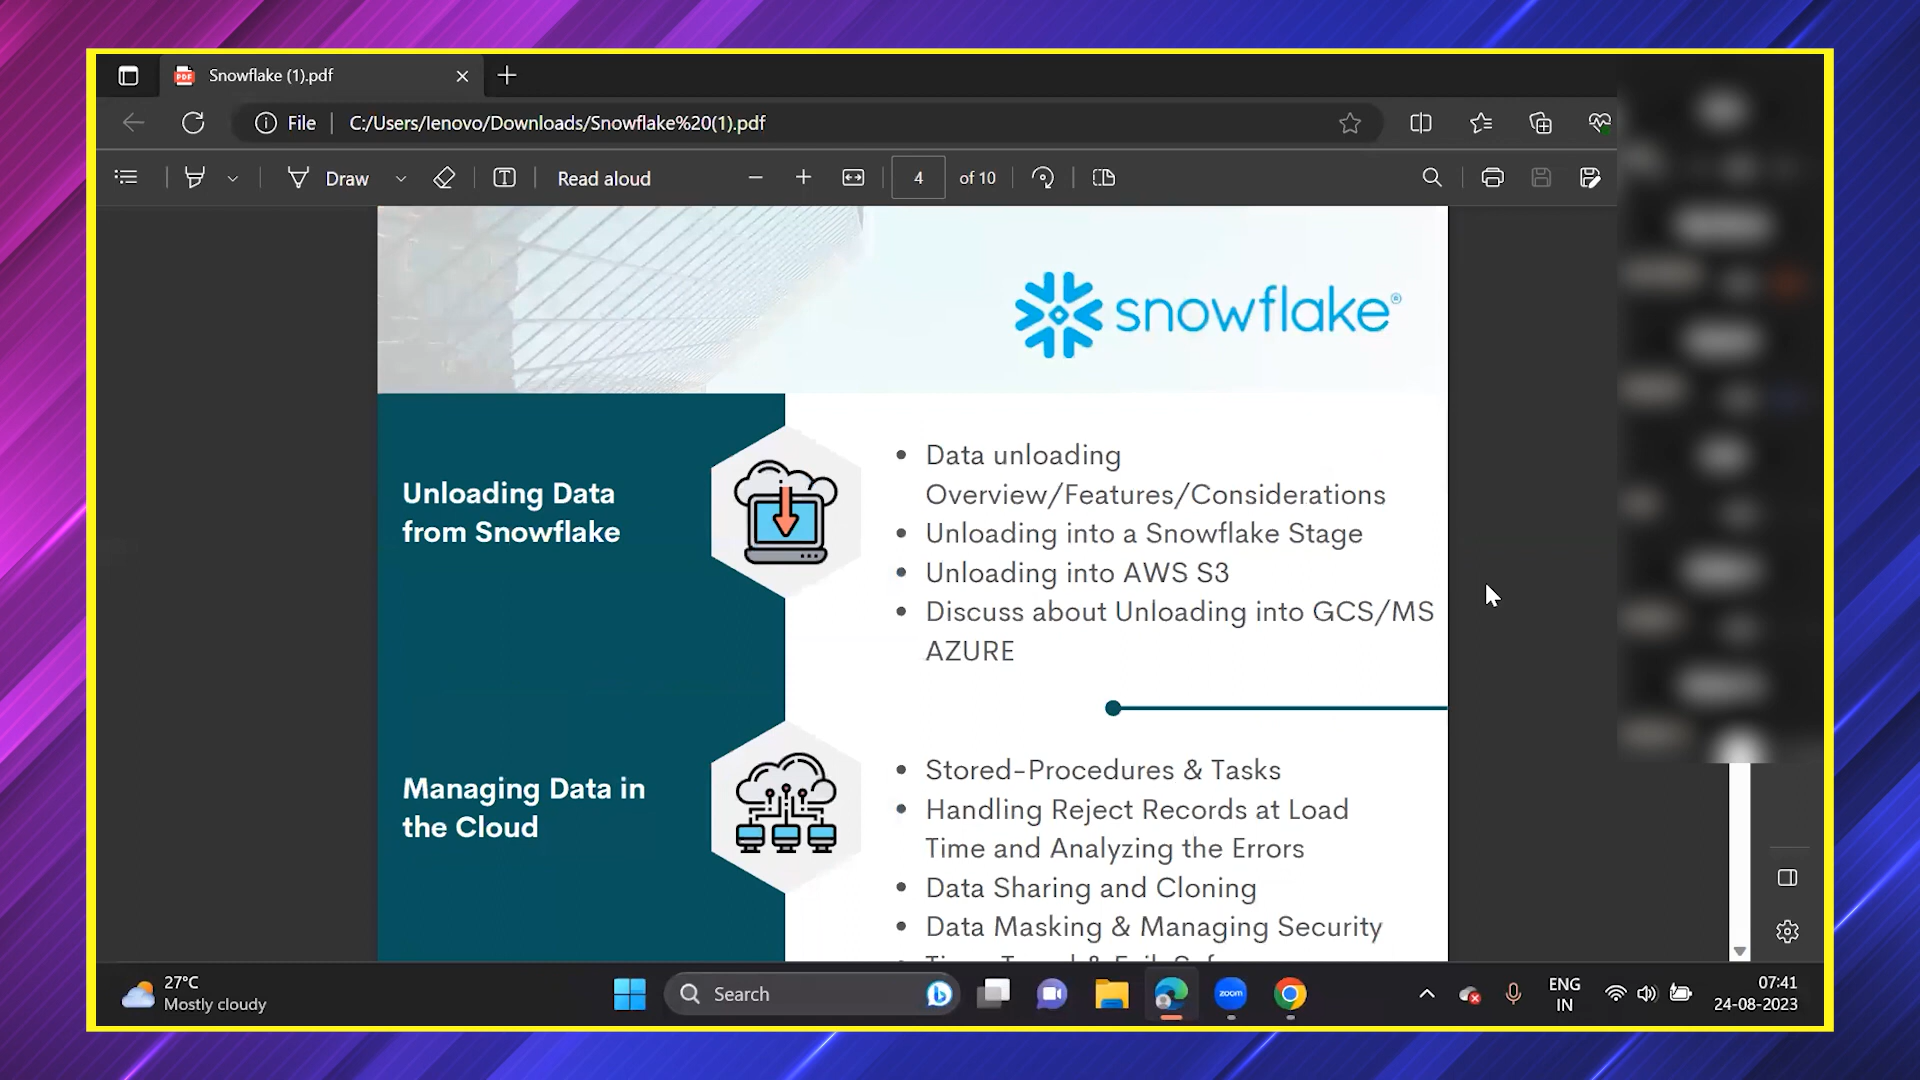 Snowflake (1).pdf
File
C:/Users/lenovo/Downloads/Snowflake%20(1).pdf
Draw
Read aloud
4 of 10
snowflake®
Unloading Data
from Snowflake
• Data unloading
Overview/Features/Considerations
• Unloading into a Snowflake Stage
• Unloading into AWS S3
• Discuss about Unloading into GCS/MS
AZURE
Managing Data in
the Cloud
• Stored-Procedures & Tasks
• Handling Reject Records at Load
Time and Analyzing the Errors
• Data Sharing and Cloning
• Data Masking & Managing Security
27°C
Mostly cloudy
Search
zoom
ENG
IN
07:41
24-08-2023